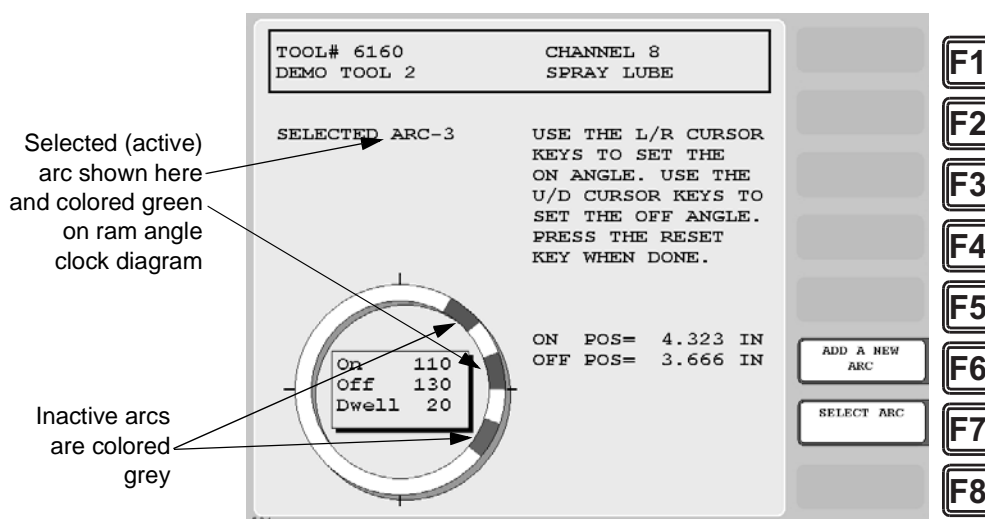 TOOL# 6160
DEMO TOOL 2
CHANNEL 8
SPRAY LUBE
SELECTED ARC-3
USE THE L/R CURSOR
KEYS TO SET THE
ON ANGLE. USE THE
U/D CURSOR KEYS TO
SET THE OFF ANGLE.
PRESS THE RESET
KEY WHEN DONE.
Selected (active)
arc shown here
and colored green
on ram angle
clock diagram
On 110
Off 130
Dwell 20
ON POS= 4.323 IN
OFF POS= 3.666 IN
Inactive arcs
are colored
grey
ADD A NEW
ARC
SELECT ARC
F1
F2
F3
F4
F5
F6
F7
F8